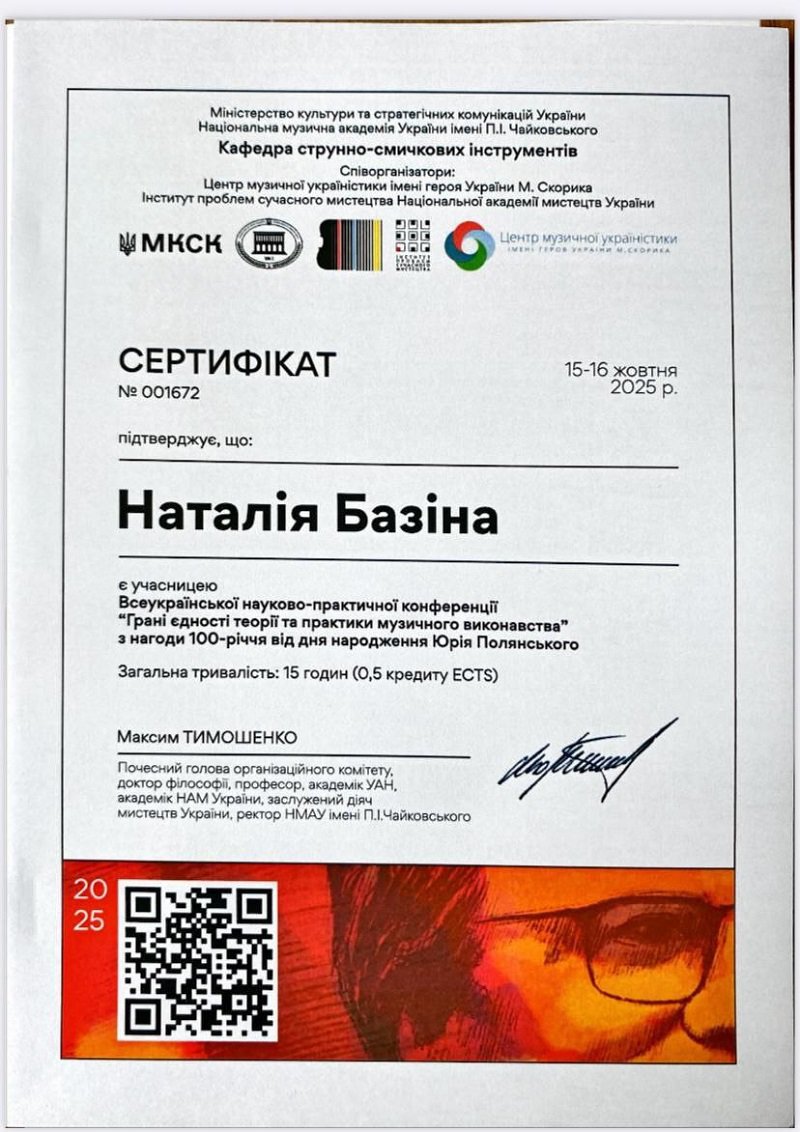 Міністерство культури та стратегічних комунікацій України
Національна музична академія України імені П.І. Чайковського
Кафедра струнно-смичкових інструментів
Співорганізатори:
Центр музичної україністики імені героя України М. Скорика
Інститут проблем сучасного мистецтва Національної академії мистецтв України
МКСК
ІНСТИТУТ
ПРОБЛЕМ
СУЧАСНОГО
МИСТЕЦТВА
Центр музичної україністики
ІМЕНІ ГЕРОЯ УКРАЇНИ М.СКОРИКА
СЕРТИФІКАТ
№ 001672
15-16 жовтня
2025 р.
підтверджує, що:
Наталія Базіна
є учасницею
Всеукраїнської науково-практичної конференції
“Грані єдності теорії та практики музичного виконавства”
з нагоди 100-річчя від дня народження Юрія Полянського
Загальна тривалість: 15 годин (0,5 кредиту ECTS)
Максим ТИМОШЕНКО
Почесний голова організаційного комітету,
доктор філософії, професор, академік УАН,
академік НАМ України, заслужений діяч
мистецтв України, ректор НМАУ імені П.І.Чайковського
20
25